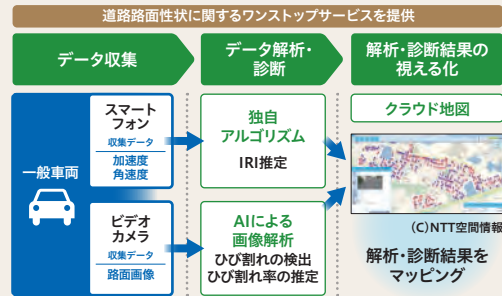 道路路面性状に関するワンストップサービスを提供
データ収集
データ解析・
診断
解析・診断結果の
視える化
一般車両
スマート
フォン
収集データ
加速度
角速度
ビデオ
カメラ
収集データ
路面画像
独自
アルゴリズム
IRI推定
AIによる
画像解析
ひび割れの検出
ひび割れ率の推定
クラウド地図
(C)NTT空間情報
解析・診断結果を
マッピング